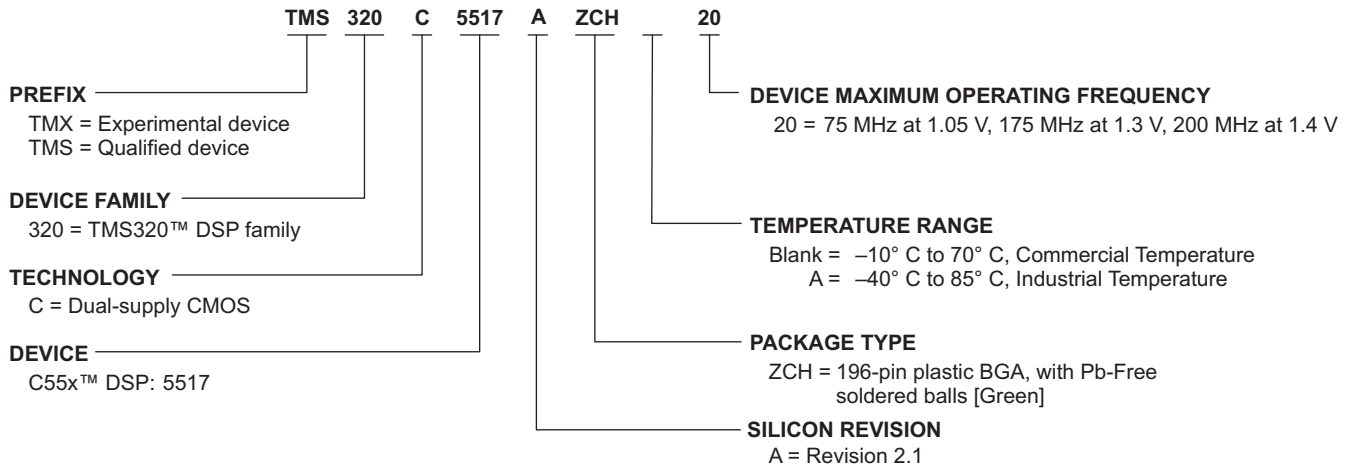 TMS 320 C 5517 A ZCH 20
PREFIX
TMX = Experimental device
TMS = Qualified device
DEVICE FAMILY
320 = TMS320™ DSP family
TECHNOLOGY
C = Dual-supply CMOS
DEVICE
C55x™ DSP: 5517
DEVICE MAXIMUM OPERATING FREQUENCY
20 = 75 MHz at 1.05 V, 175 MHz at 1.3 V, 200 MHz at 1.4 V
TEMPERATURE RANGE
Blank = –10° C to 70° C, Commercial Temperature
A = –40° C to 85° C, Industrial Temperature
PACKAGE TYPE
ZCH = 196-pin plastic BGA, with Pb-Free
soldered balls [Green]
SILICON REVISION
A = Revision 2.1